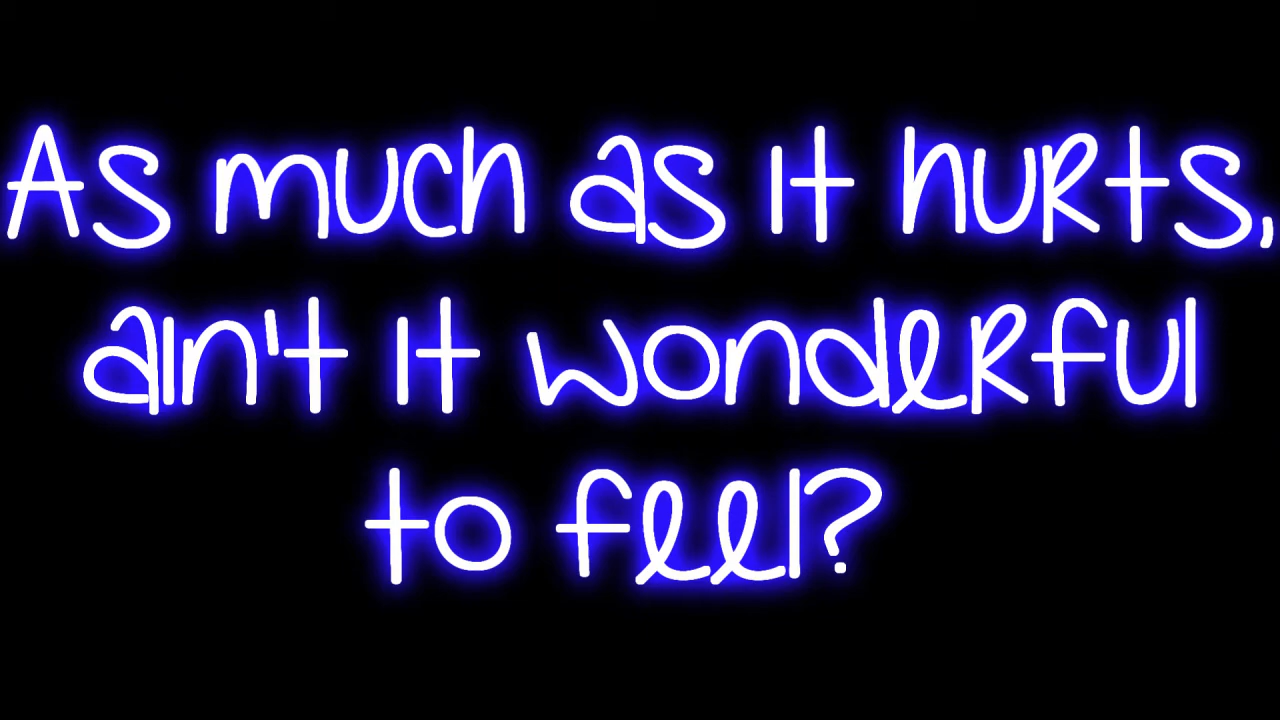 As much as it hurts,
ain't it wonderful
to feel?